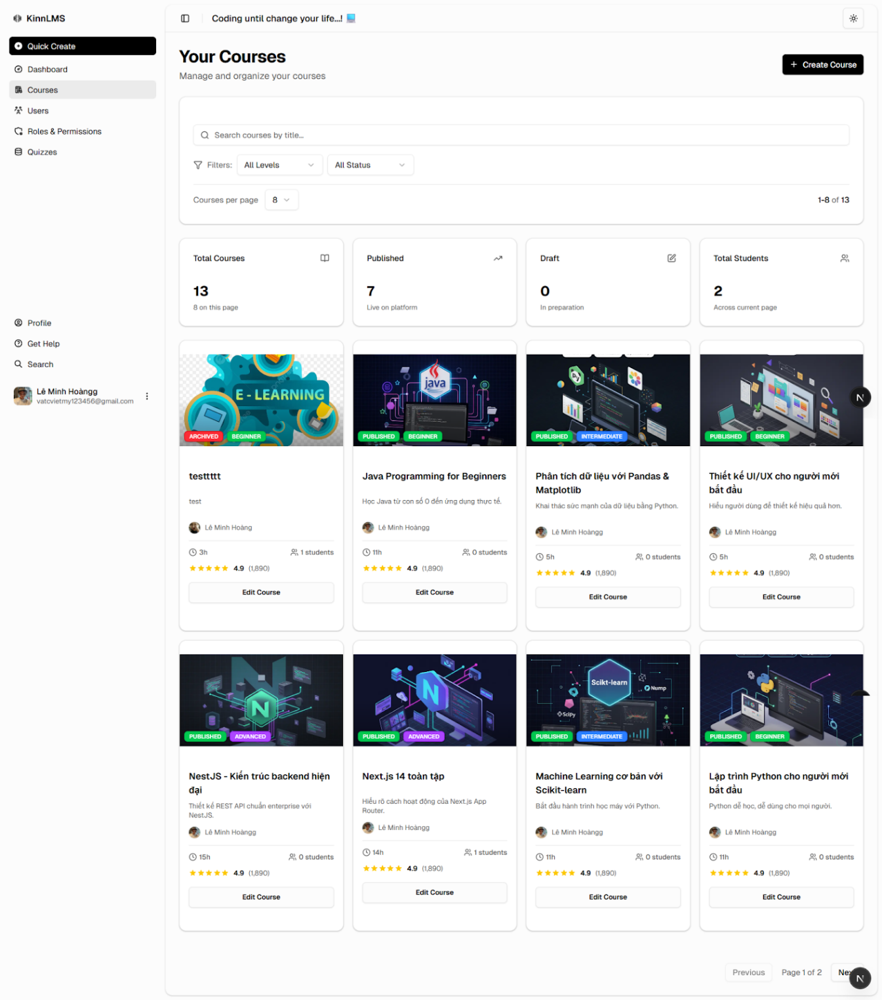 KinnLMS
Quick Create
Dashboard
Courses
Users
Roles & Permissions
Quizzes
Profile
Get Help
Search
Lê Minh Hoàngg
vatcvietmy123456@gmail.com
Coding until change your life...! 💻
Your Courses
Manage and organize your courses
+ Create Course
Search courses by title...
Filters: All Levels All Status
Courses per page 8 1-8 of 13
Total Courses
13
8 on this page
Published
7
Live on platform
Draft
0
In preparation
Total Students
2
Across current page
E - LEARNING
ARCHIVED BEGINNER
testtttt
test
Lê Minh Hoàng
3h 1 students
4.9 (1,890)
Edit Course
java
PUBLISHED BEGINNER
Java Programming for Beginners
Học Java từ con số 0 đến ứng dụng thực tế.
Lê Minh Hoàngg
11h 0 students
4.9 (1,890)
Edit Course
Py
PUBLISHED INTERMEDIATE
Phân tích dữ liệu với Pandas &
Matplotlib
Khai thác sức mạnh của dữ liệu bằng Python.
Lê Minh Hoàngg
5h 0 students
4.9 (1,890)
Edit Course
PUBLISHED BEGINNER
Thiết kế UI/UX cho người mới
bắt đầu
Hiểu người dùng để thiết kế hiệu quả hơn.
Lê Minh Hoàngg
5h 0 students
4.9 (1,890)
Edit Course
N
N
PUBLISHED ADVANCED
NestJS - Kiến trúc backend hiện
đại
Thiết kế REST API chuẩn enterprise với
NestJS.
Lê Minh Hoàngg
15h 0 students
4.9 (1,890)
Edit Course
N
PUBLISHED ADVANCED
Next.js 14 toàn tập
Hiểu rõ cách hoạt động của Next.js App
Router.
Lê Minh Hoàngg
14h 1 students
4.9 (1,890)
Edit Course
Scikt-learn
Nump
SciPy
PUBLISHED INTERMEDIATE
Machine Learning cơ bản với
Scikit-learn
Bắt đầu hành trình học máy với Python.
Lê Minh Hoàngg
11h 0 students
4.9 (1,890)
Edit Course
PUBLISHED BEGINNER
Lập trình Python cho người mới
bắt đầu
Python dễ học, dễ dùng cho mọi người.
Lê Minh Hoàngg
11h 0 students
4.9 (1,890)
Edit Course
Previous Page 1 of 2 Nex
N